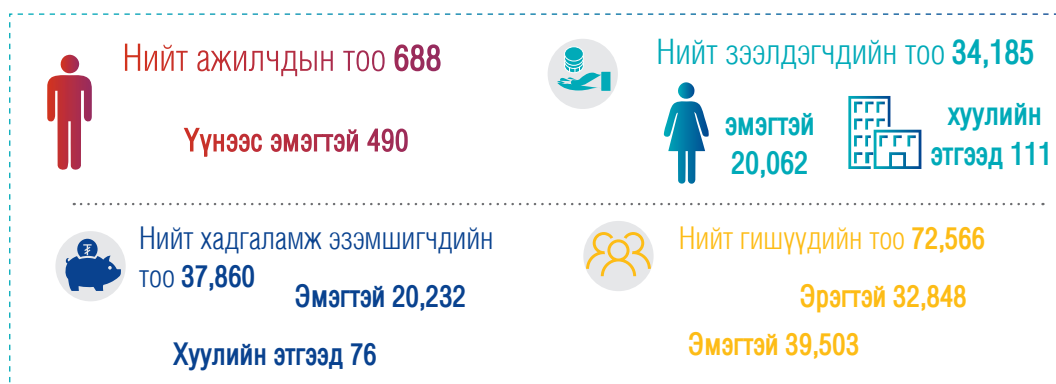 Нийт ажилчдын тоо 688
Үүнээс эмэгтэй 490
Нийт зээлдэгчдийн тоо 34,185
эмэгтэй
20,062
хуулийн
этгээд 111
Нийт хадгаламж эзэмшигчдийн
тоо 37,860
Эмэгтэй 20,232
Хуулийн этгээд 76
Нийт гишүүдийн тоо 72,566
Эрэгтэй 32,848
Эмэгтэй 39,503